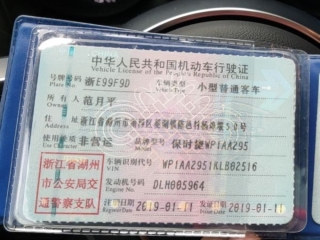 中华人民共和国机动车行驶证
Vehicle License of the People's Republic of China
号牌号码 浙E99F9D 车辆类型 小型普通客车
Plate No. Vehicle Type
所有人 范月平
Owner
住址
Address
使用性质 非营运 品牌型号 保时捷WP1AA295
Use Character Model
浙江省湖州
市公安局交
通警察支队
车辆识别代号 WP1AA2951KLB02516
VIN
发动机号码 DLH005964
Engine No.
注册日期 2019-01-11 发证日期 2019-01-11
Register Date Issue Date